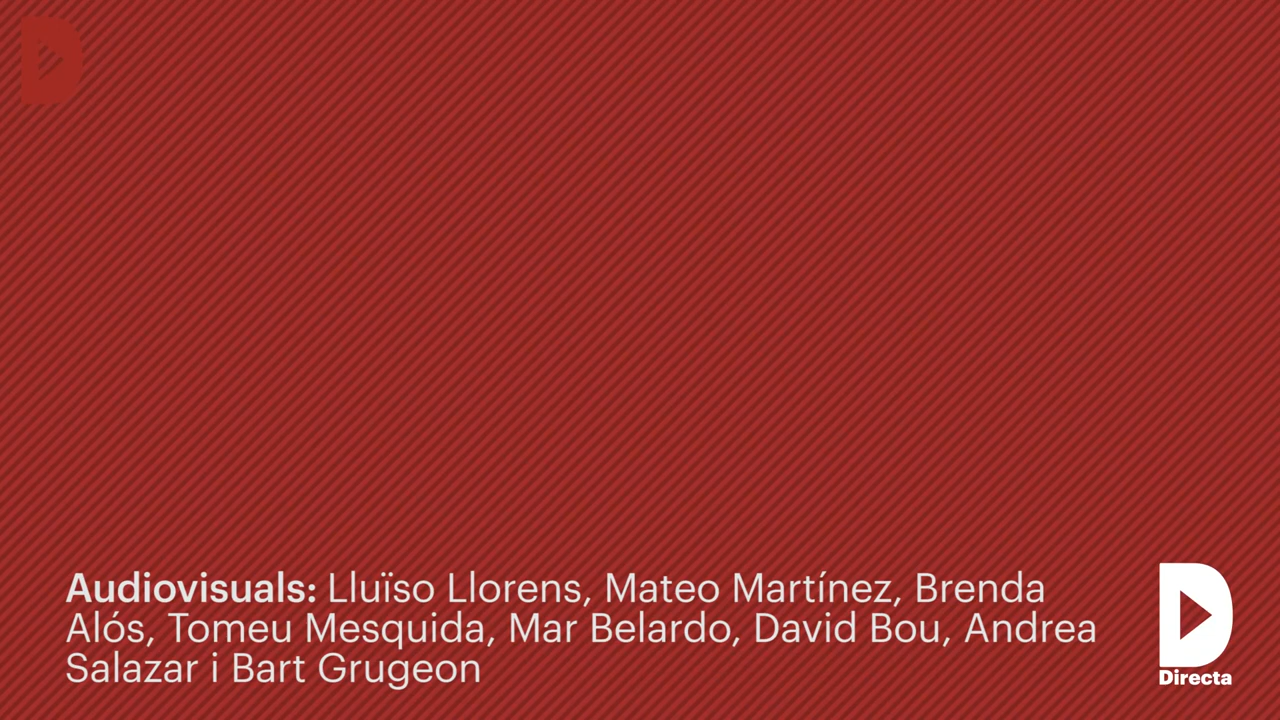 Audiovisuals: Lluïso Llorens, Mateo Martínez, Brenda
Alós, Tomeu Mesquida, Mar Belardo, David Bou, Andrea
Salazar i Bart Grugeon
Directa